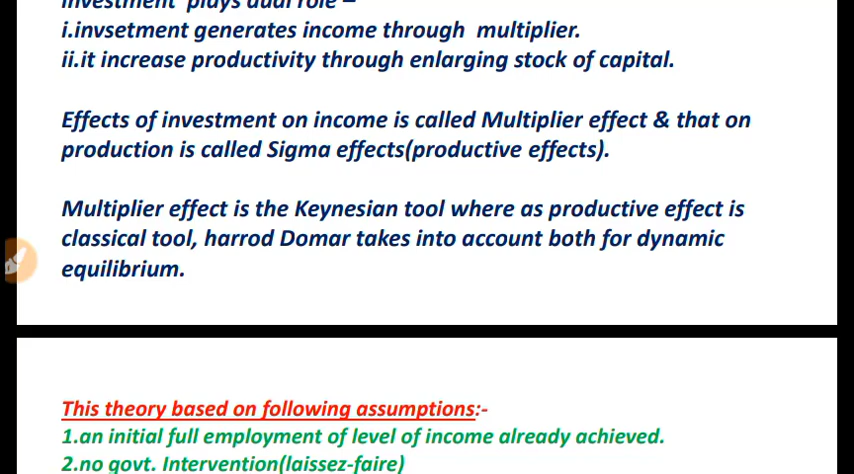 investment plays dual role –
i.invsetment generates income through multiplier.
ii.it increase productivity through enlarging stock of capital.
Effects of investment on income is called Multiplier effect & that on
production is called Sigma effects(productive effects).
Multiplier effect is the Keynesian tool where as productive effect is
classical tool, harrod Domar takes into account both for dynamic
equilibrium.
This theory based on following assumptions:-
1.an initial full employment of level of income already achieved.
2.no govt. Intervention(laissez-faire)